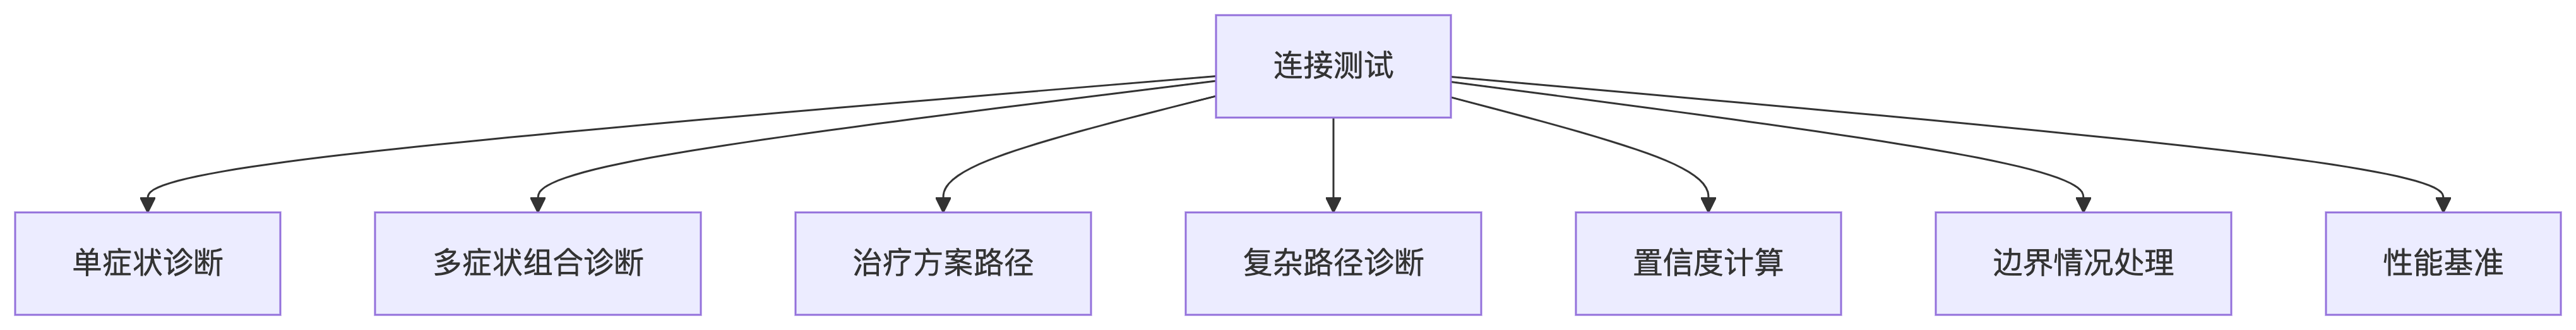 连接测试
单症状诊断
多症状组合诊断
治疗方案路径
复杂路径诊断
置信度计算
边界情况处理
性能基准